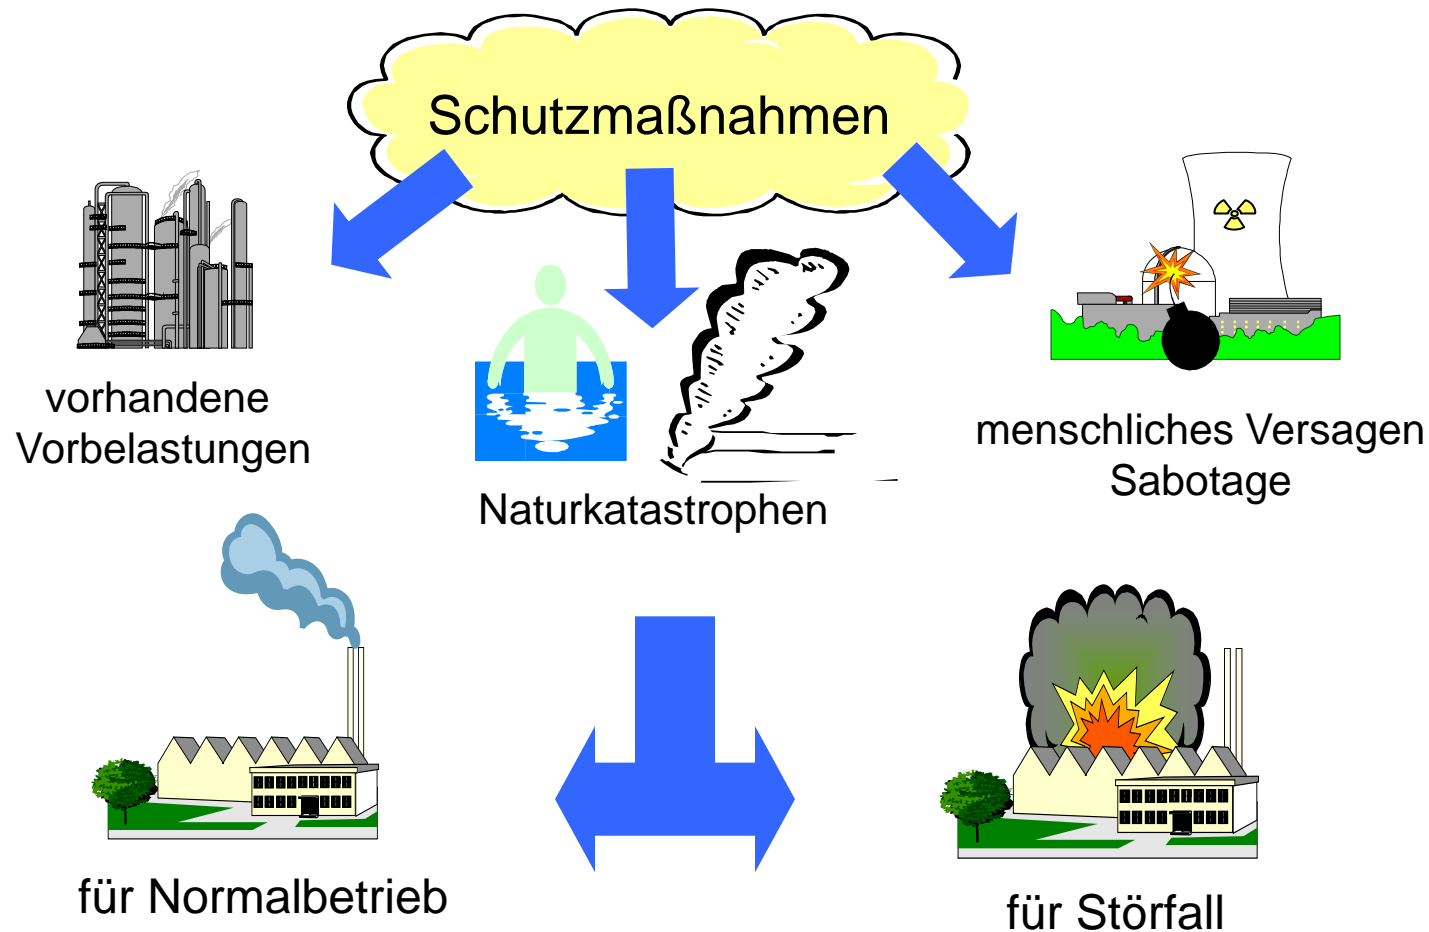 Schutzmaßnahmen
vorhandene
Vorbelastungen
Naturkatastrophen
menschliches Versagen
Sabotage
für Normalbetrieb
für Störfall